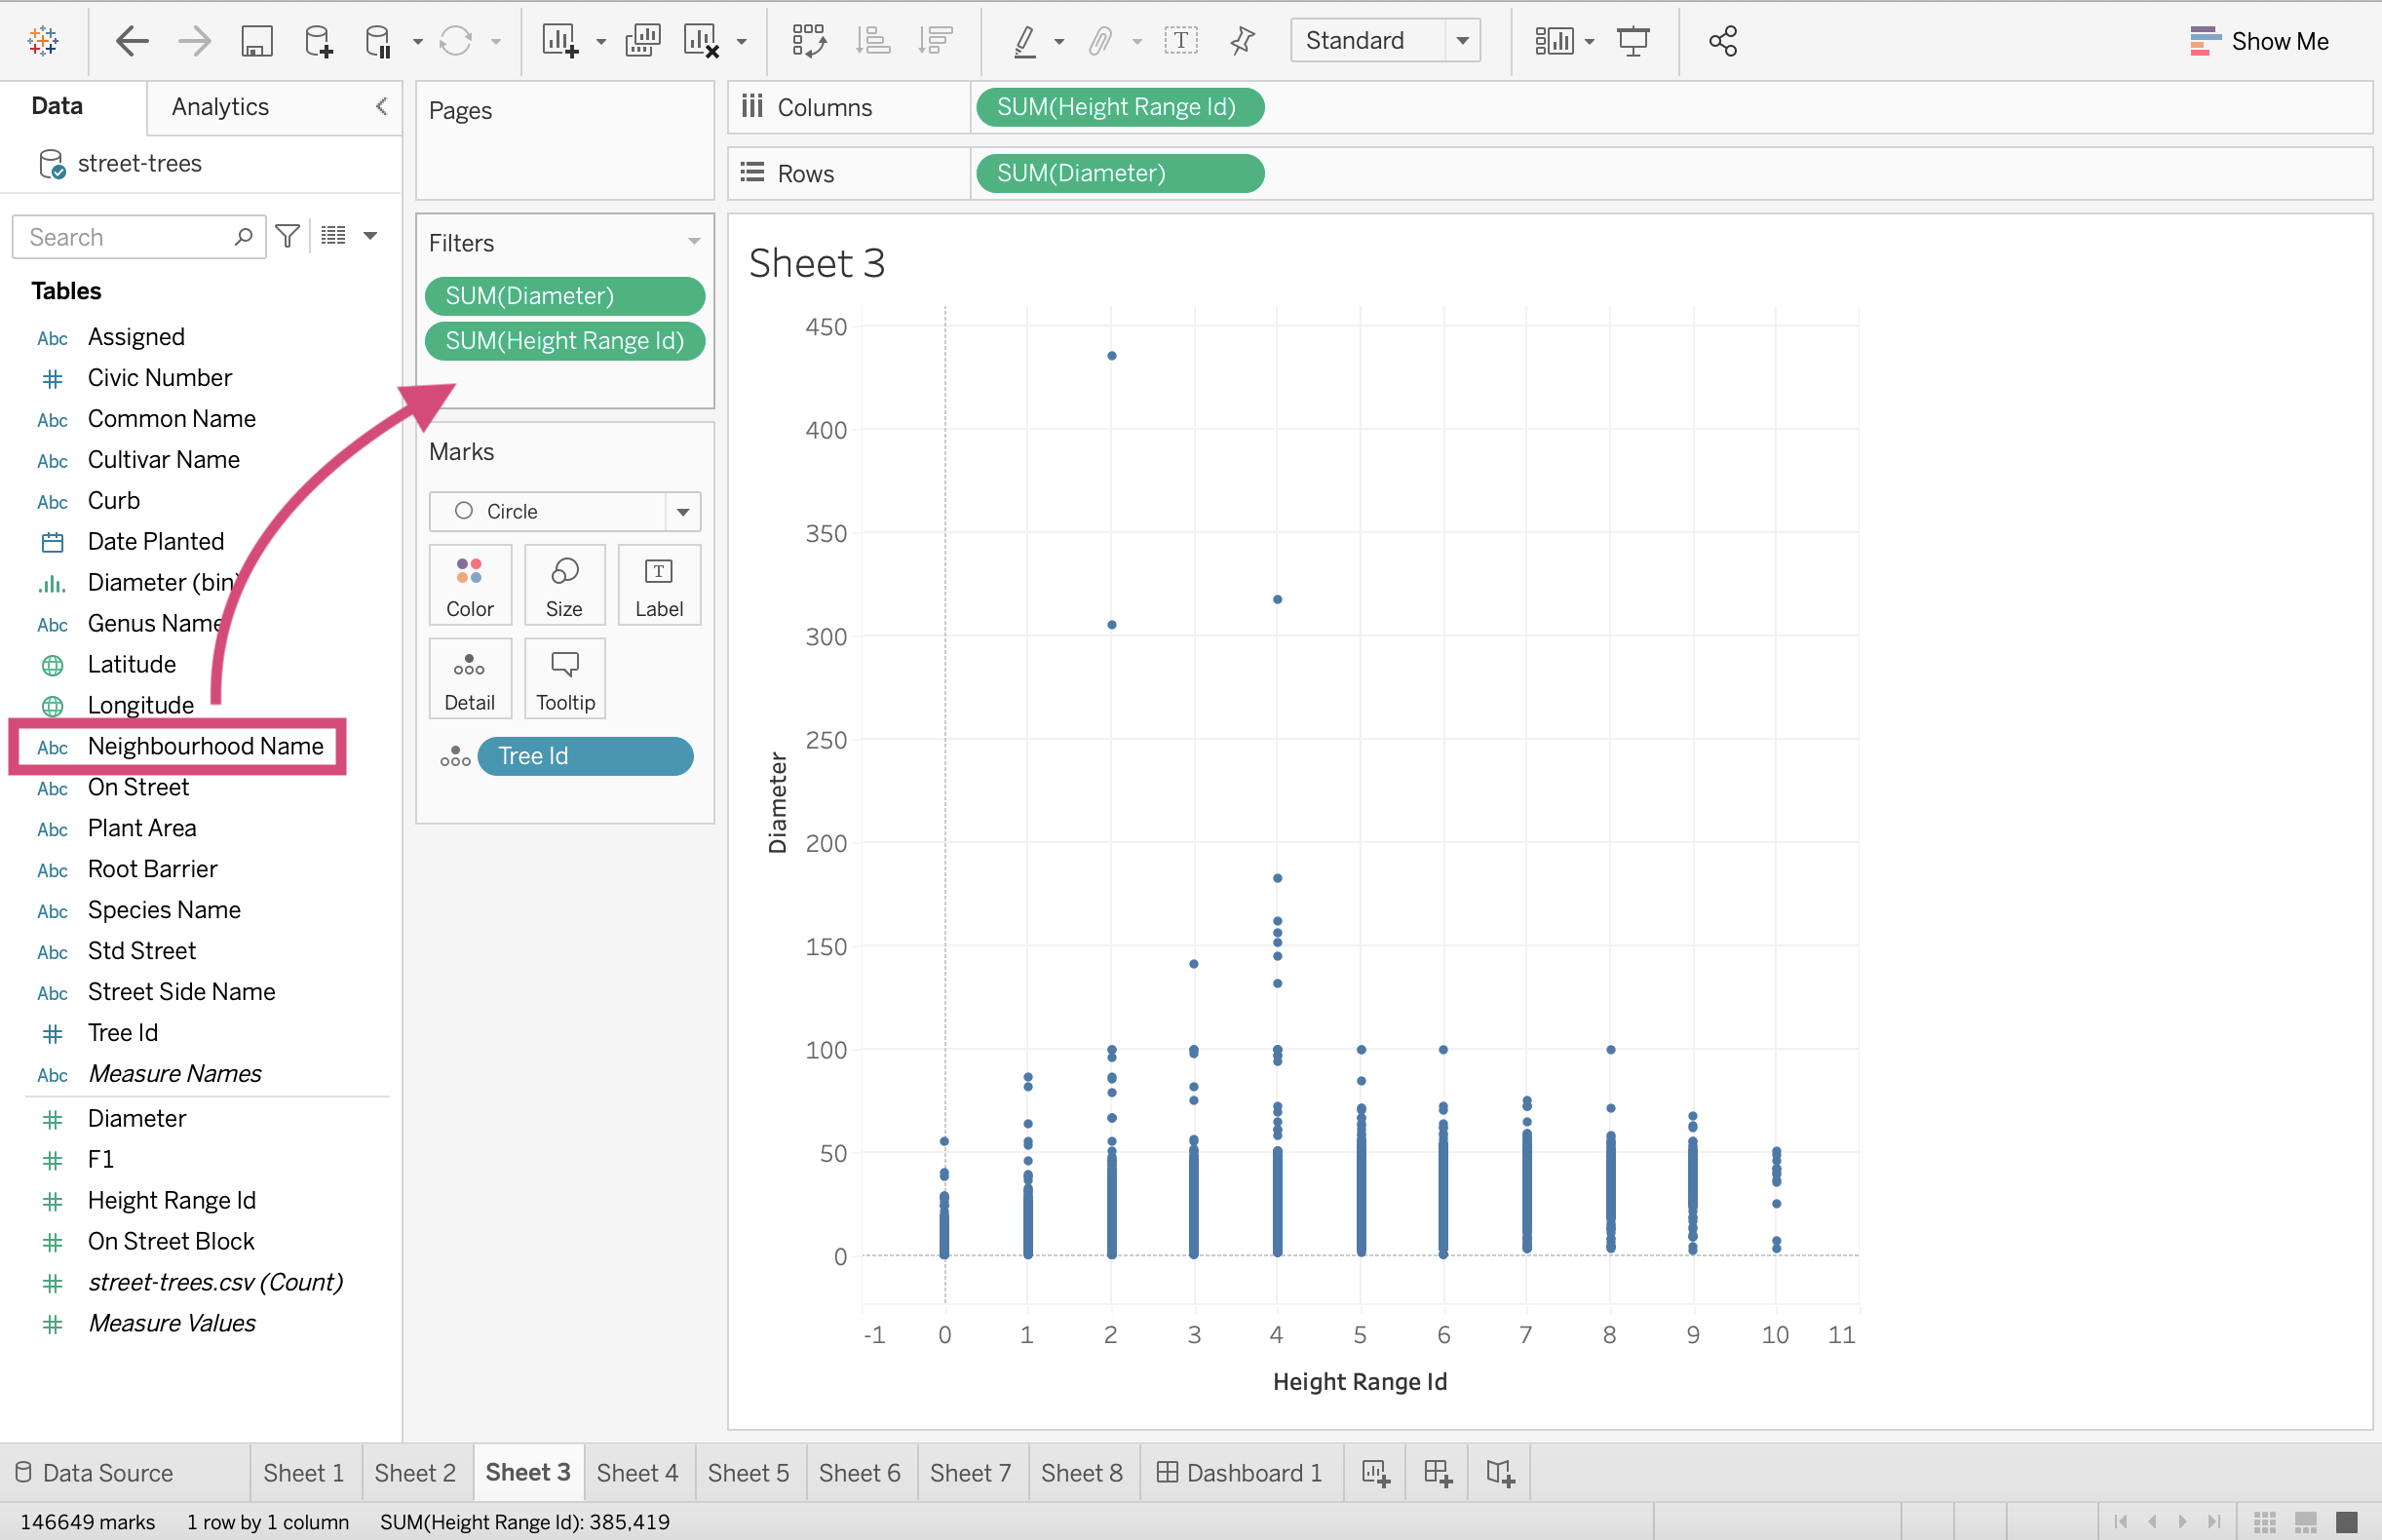 Standard
Show Me
Data
Analytics
street-trees
Search
Tables
Abc Assigned
Civic Number
Abc Common Name
Abc Cultivar Name
Abc Curb
Date Planted
Diameter (bin)
Abc Genus Name
Latitude
Longitude
Abc Neighbourhood Name
Abc On Street
Abc Plant Area
Abc Root Barrier
Abc Species Name
Abc Std Street
Abc Street Side Name
Tree Id
Abc Measure Names
Diameter
F1
Height Range Id
On Street Block
street-trees.csv (Count)
Measure Values
Pages
Filters
SUM(Diameter)
SUM(Height Range Id)
Marks
Circle
Color Size Label
Detail Tooltip
Tree Id
Columns SUM(Height Range Id)
Rows SUM(Diameter)
Sheet 3
450
400
350
300
250
200
150
100
50
0
Diameter
-1 0 1 2 3 4 5 6 7 8 9 10 11
Height Range Id
Data Source Sheet 1 Sheet 2 Sheet 3 Sheet 4 Sheet 5 Sheet 6 Sheet 7 Sheet 8 Dashboard 1
146649 marks 1 row by 1 column SUM(Height Range Id): 385,419